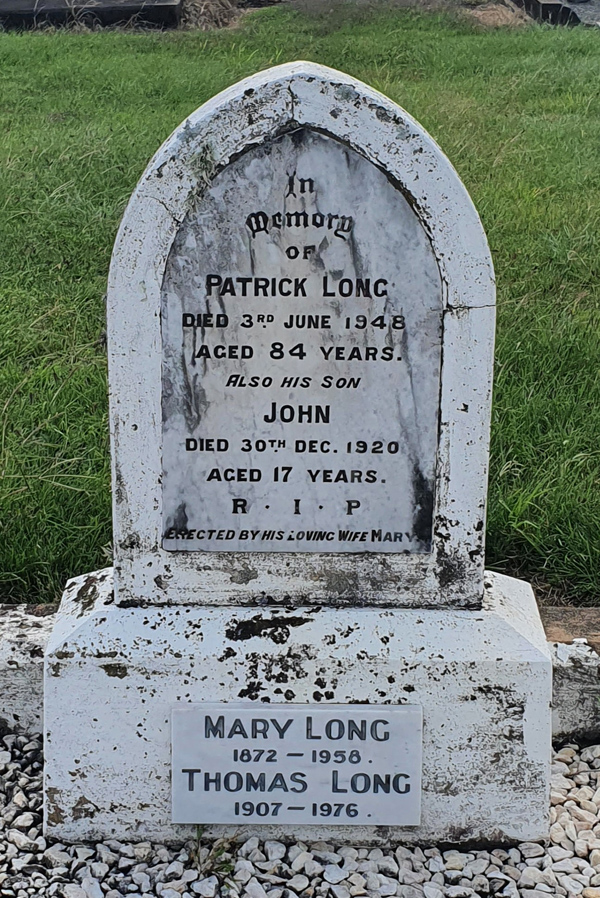 In
Memory
OF
PATRICK LONG
DIED 3RD JUNE 1948
AGED 84 YEARS.
ALSO HIS SON
JOHN
DIED 30TH DEC. 1920
AGED 17 YEARS.
R · I · P
ERECTED BY HIS LOVING WIFE MARY.
MARY LONG
1872 – 1958.
THOMAS LONG
1907 – 1976.